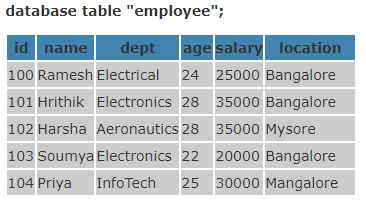 database table "employee";
id name dept age salary location
100 Ramesh Electrical 24 25000 Bangalore
101 Hrithik Electronics 28 35000 Bangalore
102 Harsha Aeronautics 28 35000 Mysore
103 Soumya Electronics 22 20000 Bangalore
104 Priya InfoTech 25 30000 Mangalore